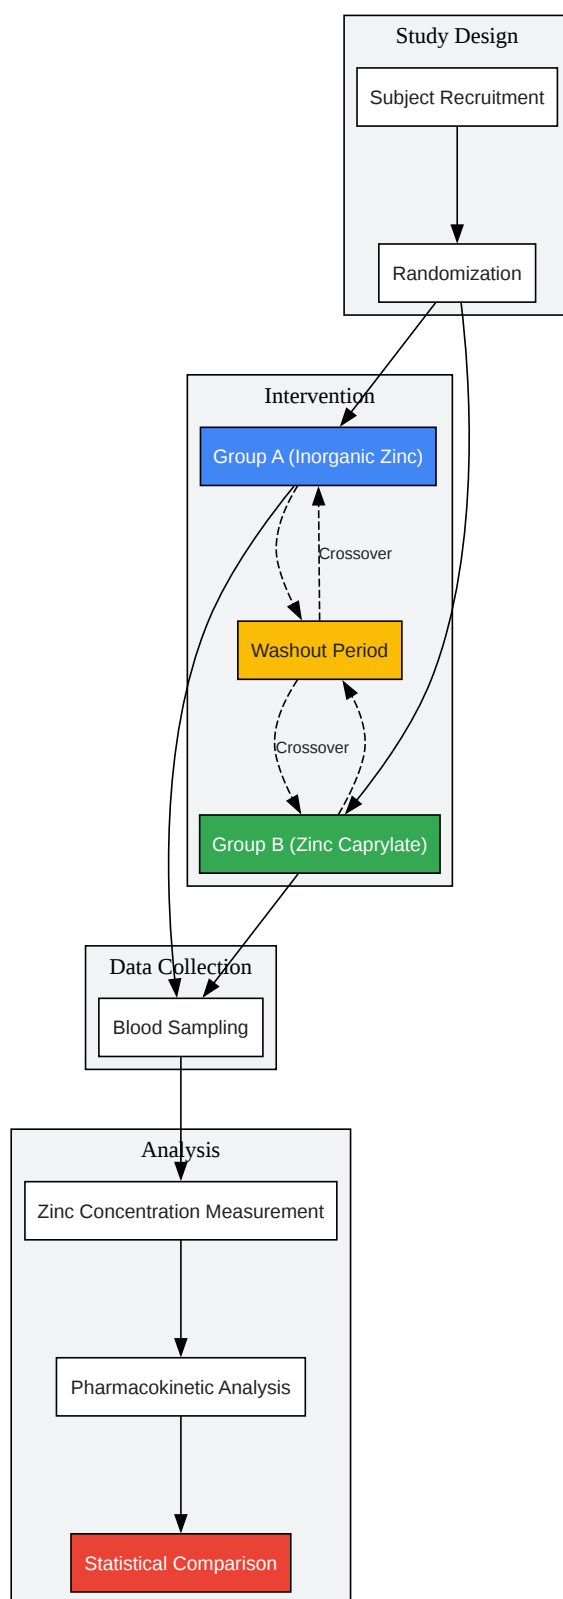 Study Design
Subject Recruitment
Randomization
Intervention
Group A (Inorganic Zinc)
Crossover
Washout Period
Crossover
Group B (Zinc Caprylate)
Data Collection
Blood Sampling
Analysis
Zinc Concentration Measurement
Pharmacokinetic Analysis
Statistical Comparison